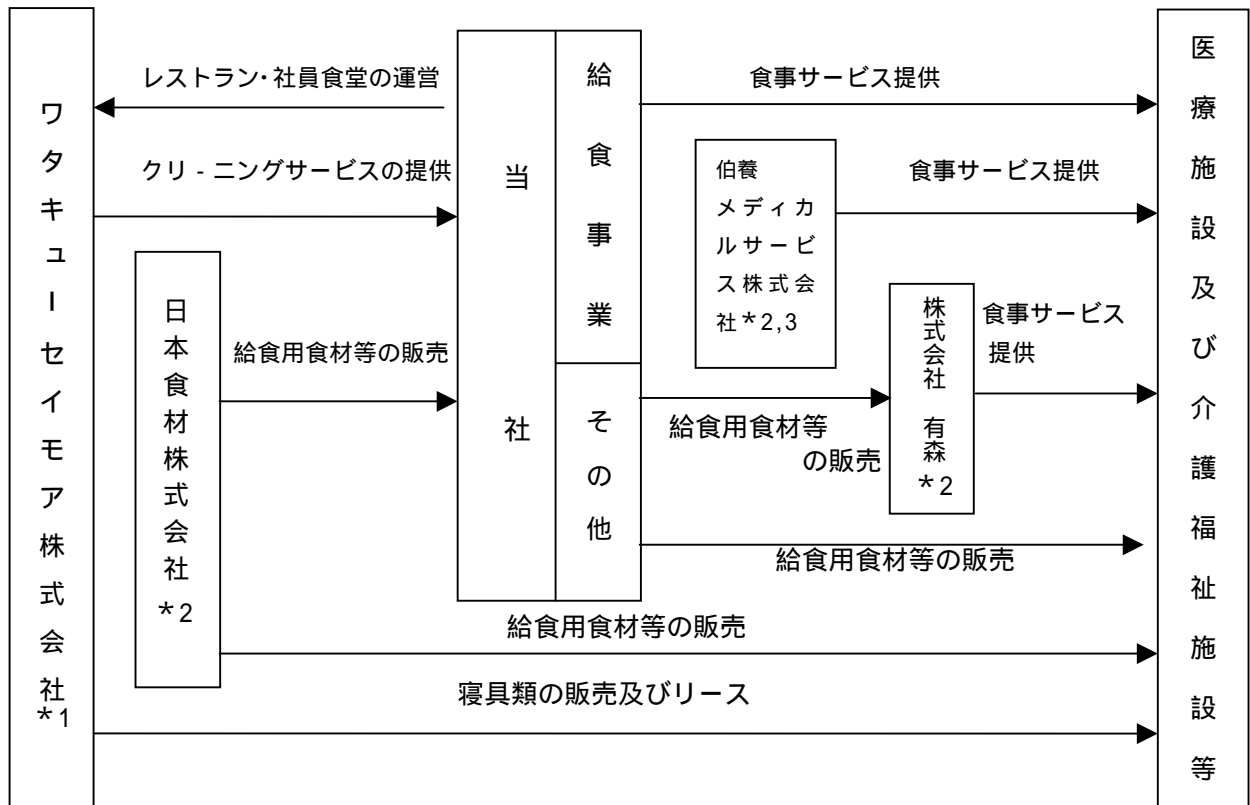 ワタキューセイモア株式会社*1
レストラン・社員食堂の運営
クリ‐ニングサービスの提供
日本食材株式会社*2
給食用食材等の販売
当社
給食事業
その他
食事サービス提供
伯養
メディカ
ルサービ
ス株式会
社*2,3
食事サービス提供
株式会社 有森*2
食事サービス
提供
給食用食材等
の販売
給食用食材等の販売
給食用食材等の販売
寝具類の販売及びリース
医療施設及び介護福祉施設等